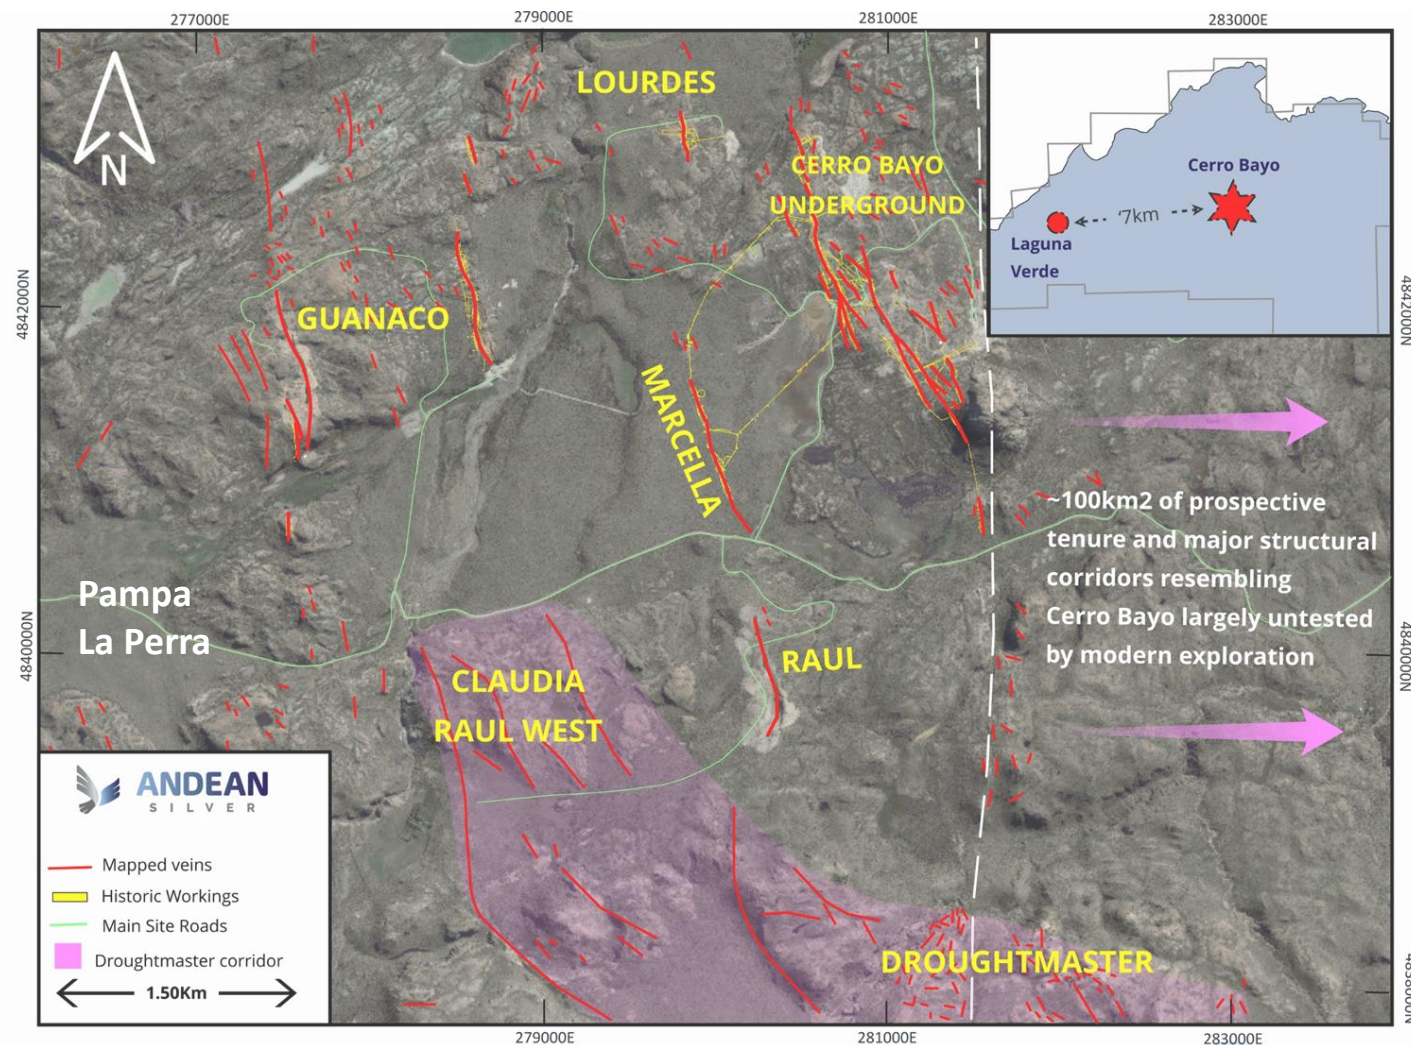 277000E
279000E
281000E
283000E
LOURDES
N
CERRO BAYO
UNDERGROUND
Cerro Bayo
7km
Laguna
Verde
4842000N
4842000N
GUANACO
MARCELLA
~100km2 of prospective
tenure and major structural
corridors resembling
Cerro Bayo largely untested
by modern exploration
Pampa
La Perra
4840000N
4840000N
RAUL
CLAUDIA
RAUL WEST
ANDEAN
SILVER
Mapped veins
Historic Workings
Main Site Roads
Droughtmaster corridor
1.50Km
DROUGHTMASTER
4838000N
279000E
281000E
283000E